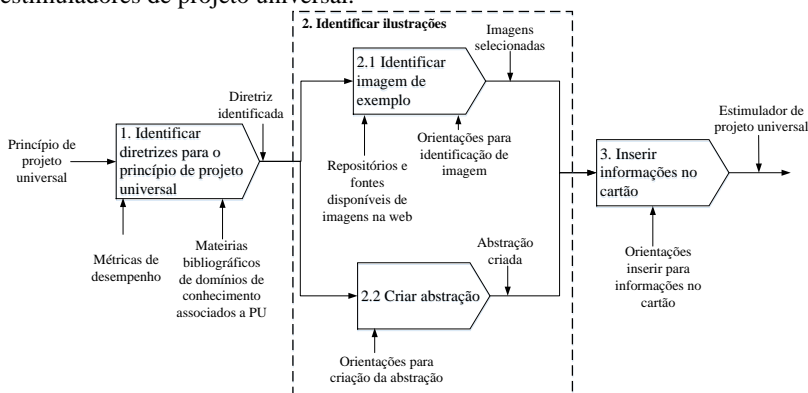 estimuladores de projeto universal.
2. Identificar ilustrações
Imagens
selecionadas
2.1 Identificar
imagem de
exemplo
Diretriz
identificada
Estimulador de
projeto universal
Princípio de
projeto
universal
1. Identificar
diretrizes para o
princípio de projeto
universal
Orientações para
identificação de
imagem
Repositórios e
fontes
disponíveis de
imagens na web
3. Inserir
informações no
cartão
Métricas de
desempenho
Mateirias
bibliográficos
de domínios de
conhecimento
associados a PU
Abstração
criada
Orientações
inserir para
informações no
cartão
2.2 Criar abstração
Orientações para
criação da abstração